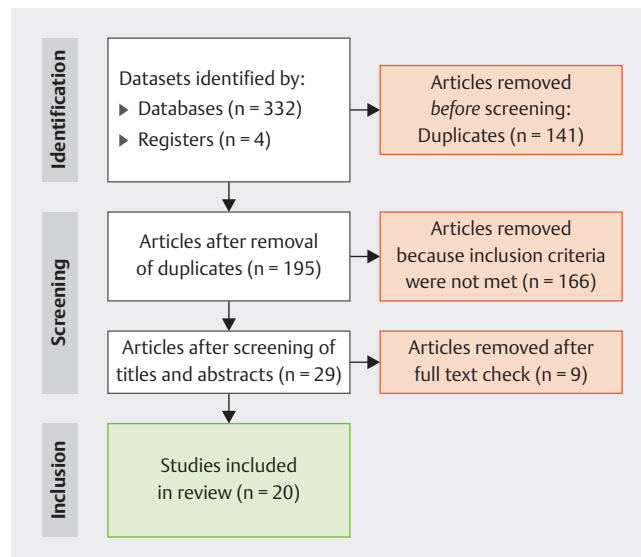 Identification
Datasets identified by:
▶ Databases (n = 332)
▶ Registers (n = 4)
Articles removed
before screening:
Duplicates (n = 141)
Screening
Articles after removal
of duplicates (n = 195)
Articles removed
because inclusion criteria
were not met (n = 166)
Articles after screening of
titles and abstracts (n = 29)
Articles removed after
full text check (n = 9)
Inclusion
Studies included
in review (n = 20)